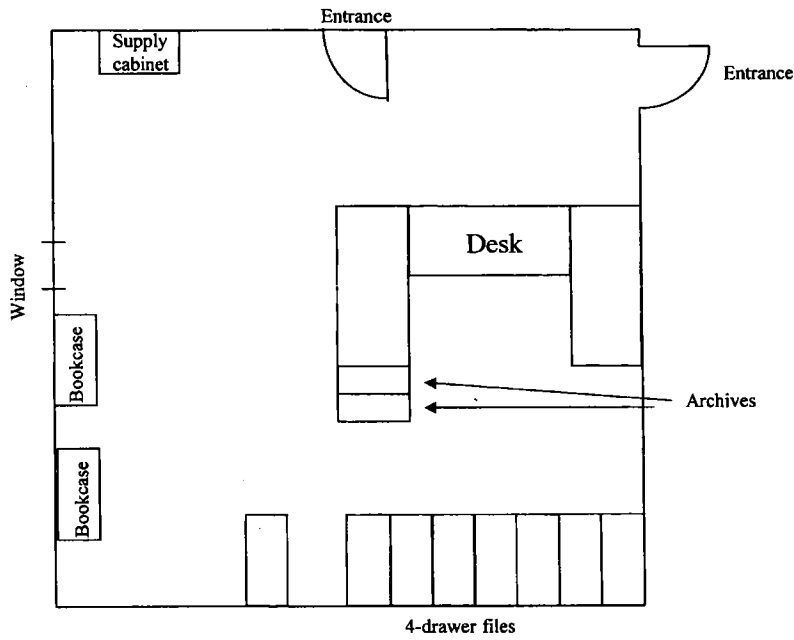 Entrance
Supply
cabinet
Entrance
Desk
Window
Bookcase
Archives
Bookcase
4-drawer files